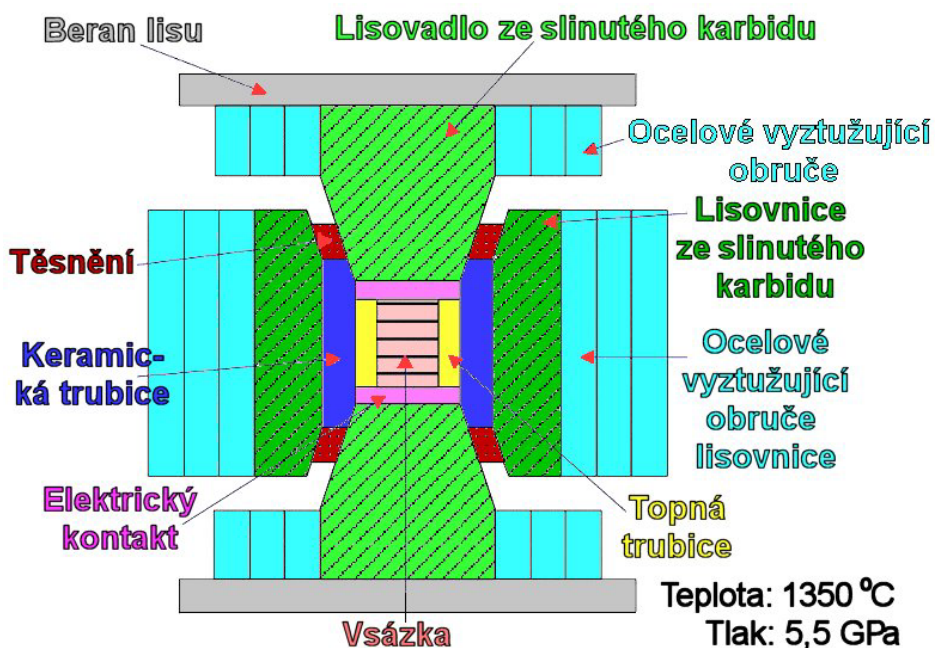 Beran lisu
Lisovadlo ze slinutého karbidu
Ocelové vyztužující
obruče
Lisovnice
ze slinutého
karbidu
Těsnění
Keramic-
ká trubice
Ocelové
vyztužující
obruče
lisovnice
Elektrický
kontakt
Topná
trubice
Vsázka
Teplota: 1350 °C
Tlak: 5,5 GPa